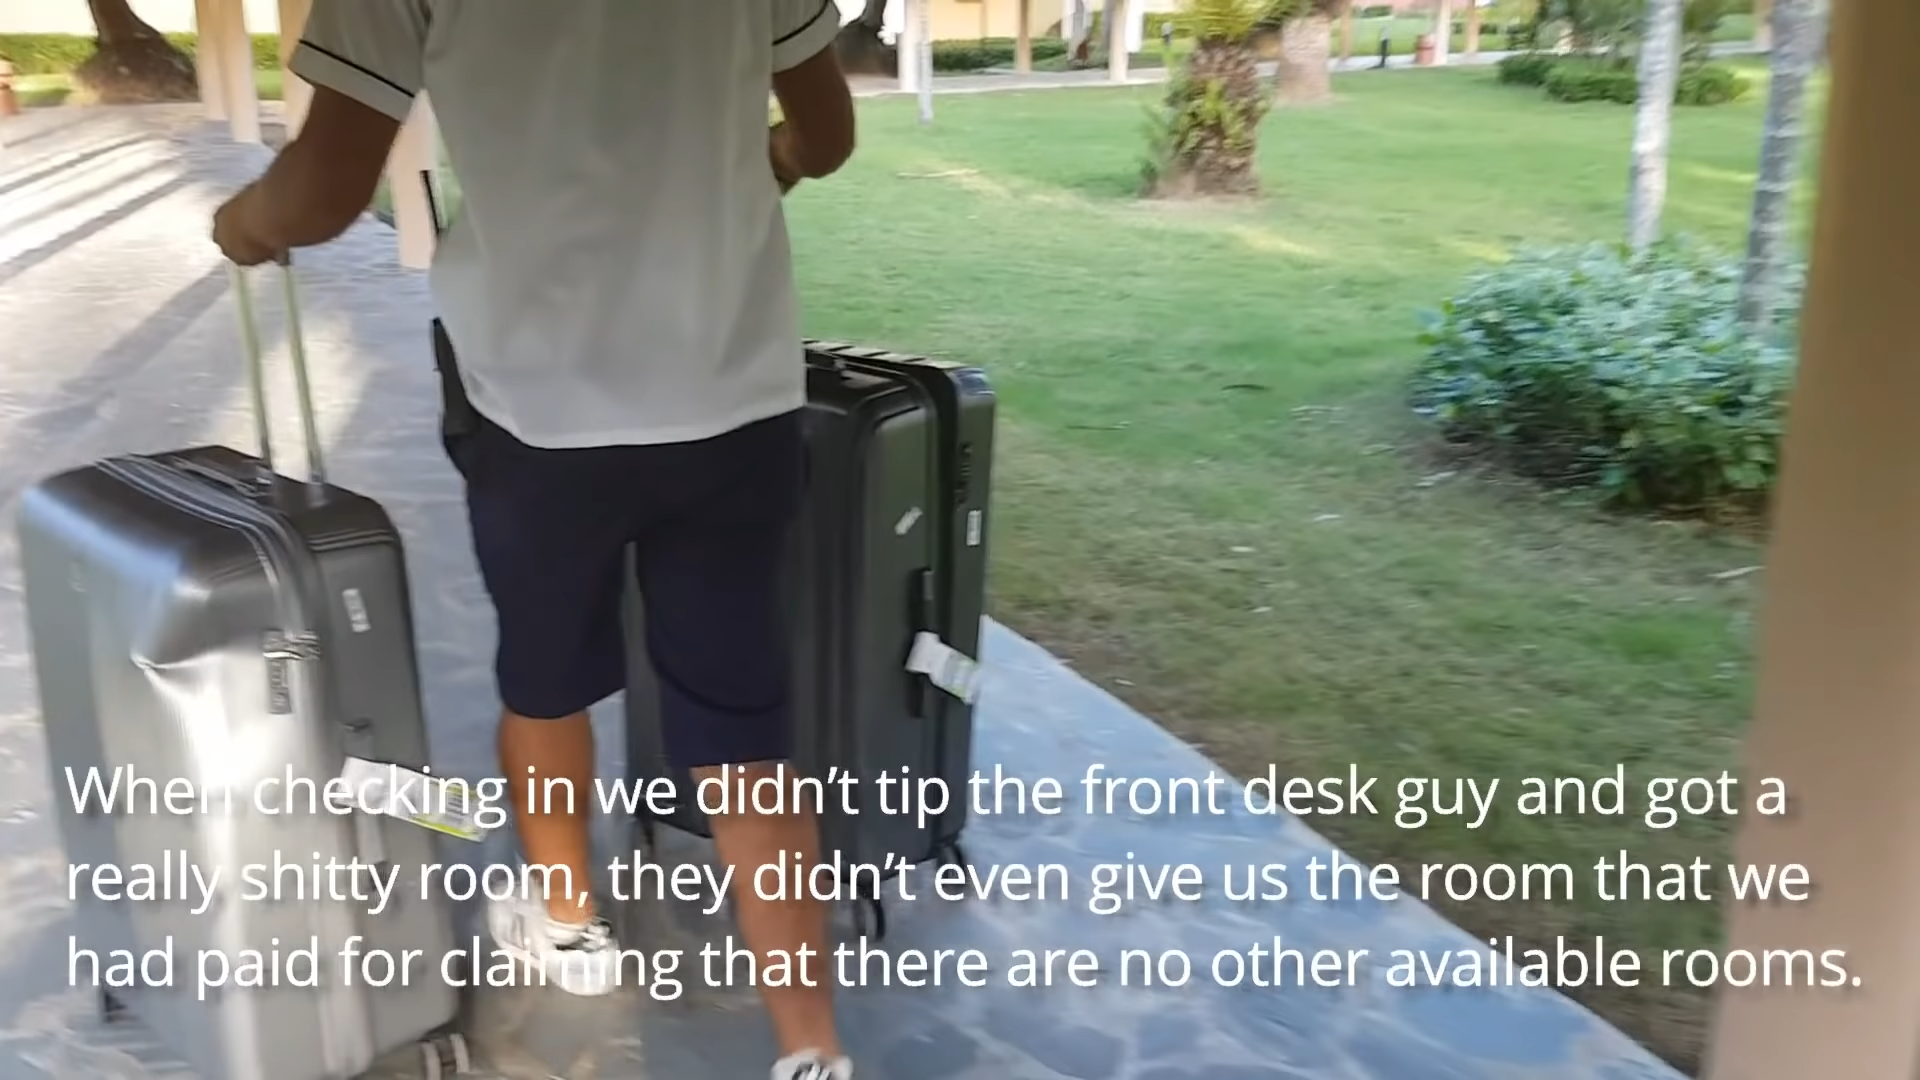 When checking in we didn’t tip the front desk guy and got a
really shitty room, they didn’t even give us the room that we
had paid for claiming that there are no other available rooms.